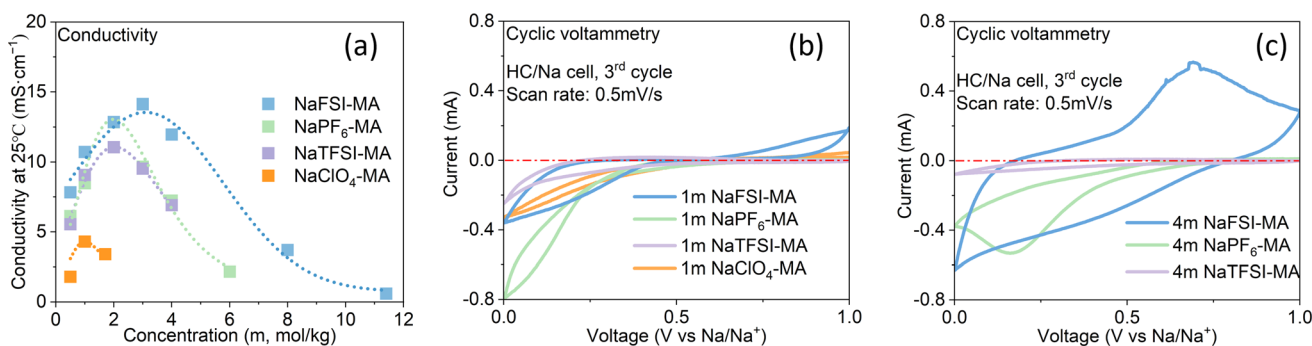 Conductivity
(a)
NaFSI-MA
NaPF6-MA
NaTFSI-MA
NaClO4-MA
20
15
10
5
0
0 2 4 6 8 10 12
Conductivity at 25℃ (mS·cm−1)
Concentration (m, mol/kg)
Cyclic voltammetry
(b)
HC/Na cell, 3rd cycle
Scan rate: 0.5mV/s
1m NaFSI-MA
1m NaPF6-MA
1m NaTFSI-MA
1m NaClO4-MA
0.8
0.4
0.0
-0.4
-0.8
0.0 0.5 1.0
Current (mA)
Voltage (V vs Na/Na+)
Cyclic voltammetry
(c)
HC/Na cell, 3rd cycle
Scan rate: 0.5mV/s
4m NaFSI-MA
4m NaPF6-MA
4m NaTFSI-MA
0.8
0.4
0.0
-0.4
-0.8
0.0 0.5 1.0
Current (mA)
Voltage (V vs Na/Na+)